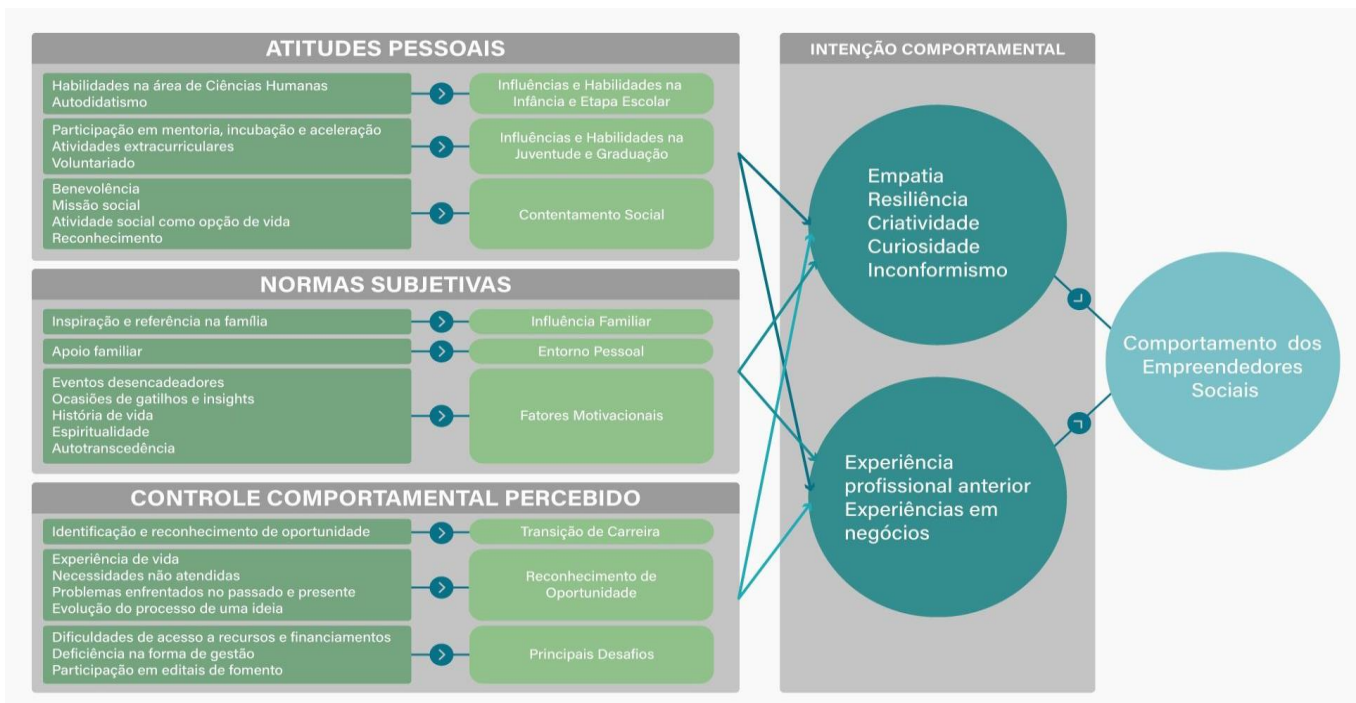 ATITUDES PESSOAIS
Habilidades na área de Ciências Humanas
Autodidatismo
Influências e Habilidades na
Infância e Etapa Escolar
Participação em mentoria, incubação e aceleração
Atividades extracurriculares
Voluntariado
Influências e Habilidades na
Juventude e Graduação
Benevolência
Missão social
Atividade social como opção de vida
Reconhecimento
Contentamento Social
NORMAS SUBJETIVAS
Inspiração e referência na família
Influência Familiar
Apoio familiar
Entorno Pessoal
Eventos desencadeadores
Ocasiões de gatilhos e insights
História de vida
Espiritualidade
Autotranscedência
Fatores Motivacionais
CONTROLE COMPORTAMENTAL PERCEBIDO
Identificação e reconhecimento de oportunidade
Transição de Carreira
Experiência de vida
Necessidades não atendidas
Problemas enfrentados no passado e presente
Evolução do processo de uma ideia
Reconhecimento de
Oportunidade
Dificuldades de acesso a recursos e financiamentos
Deficiência na forma de gestão
Participação em editais de fomento
Principais Desafios
INTENÇÃO COMPORTAMENTAL
Empatia
Resiliência
Criatividade
Curiosidade
Inconformismo
Experiência
profissional anterior
Experiências em
negócios
Comportamento dos
Empreendedores
Sociais